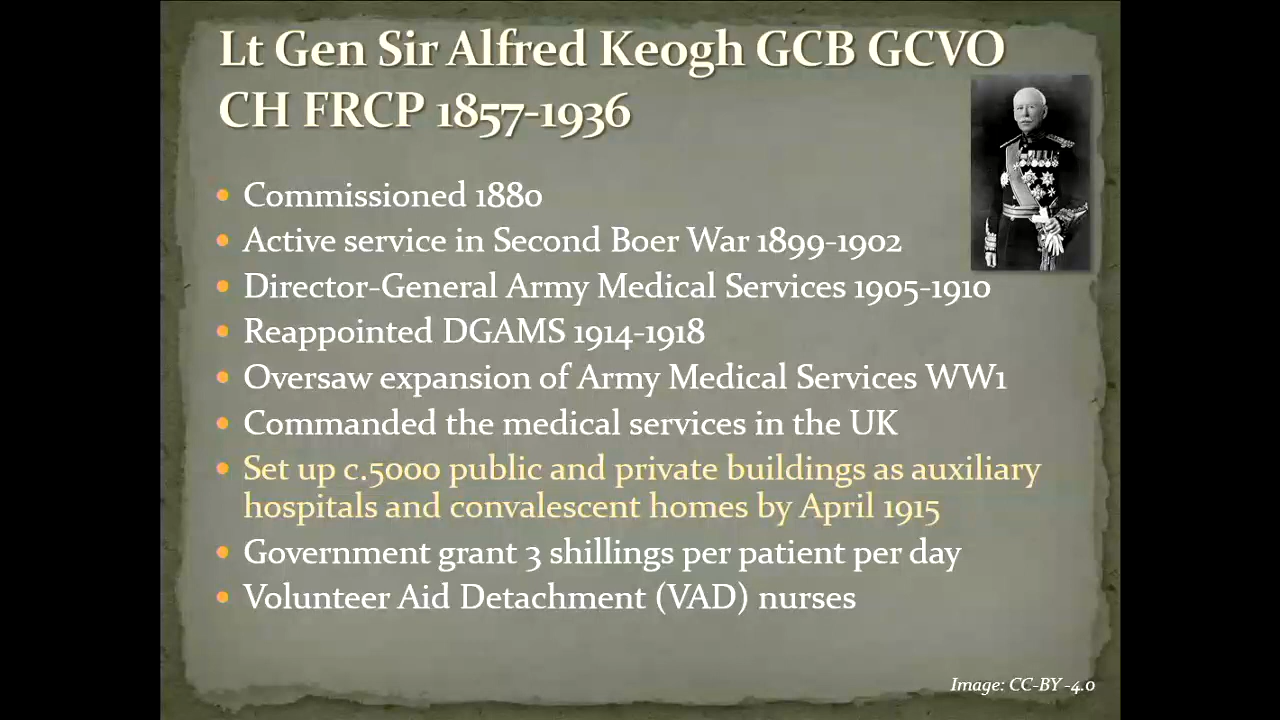 Lt Gen Sir Alfred Keogh GCB GCVO
CH FRCP 1857-1936
• Commissioned 1880
• Active service in Second Boer War 1899-1902
• Director-General Army Medical Services 1905-1910
• Reappointed DGAMS 1914-1918
• Oversaw expansion of Army Medical Services WW1
• Commanded the medical services in the UK
• Set up c.5000 public and private buildings as auxiliary
hospitals and convalescent homes by April 1915
• Government grant 3 shillings per patient per day
• Volunteer Aid Detachment (VAD) nurses
Image: CC-BY -4.0